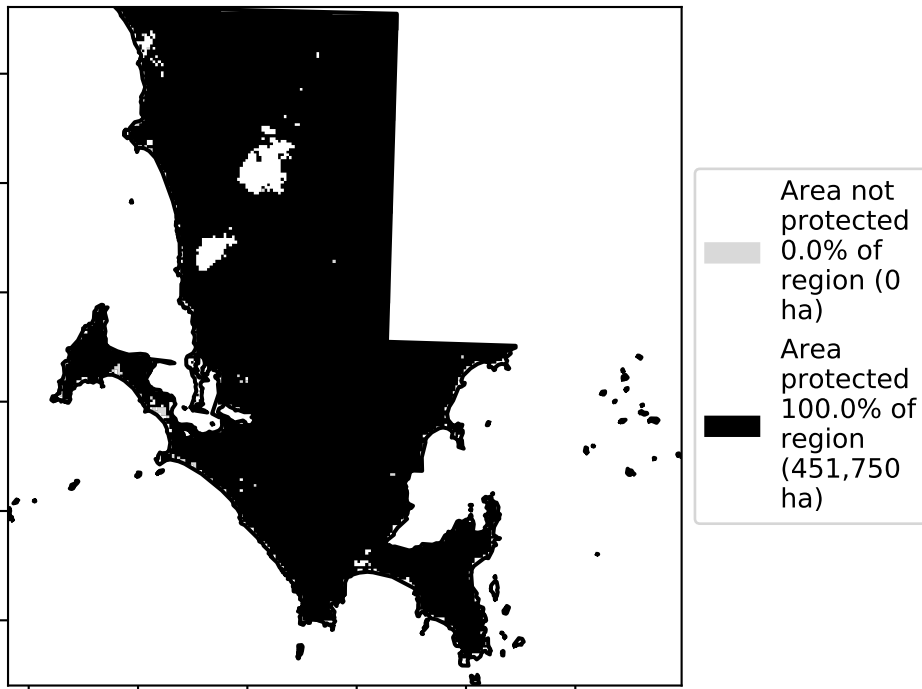 Area not
protected
0.0% of
region (0
ha)
Area
protected
100.0% of
region
(451,750
ha)